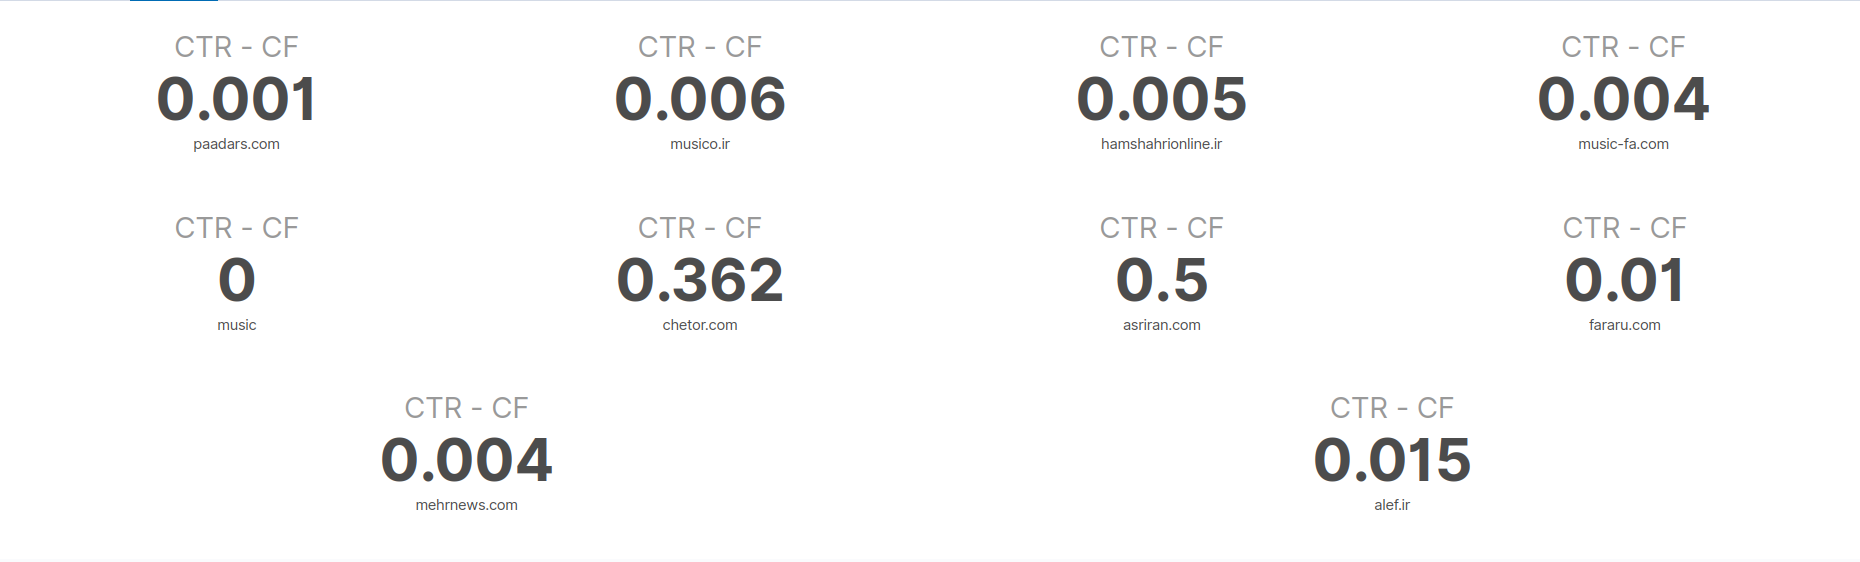 CTR - CF
0.001
paadars.com
CTR - CF
0.006
musico.ir
CTR - CF
0.005
hamshahrionline.ir
CTR - CF
0.004
music-fa.com
CTR - CF
0
music
CTR - CF
0.362
chetor.com
CTR - CF
0.5
asriran.com
CTR - CF
0.01
fararu.com
CTR - CF
0.004
mehrnews.com
CTR - CF
0.015
alef.ir